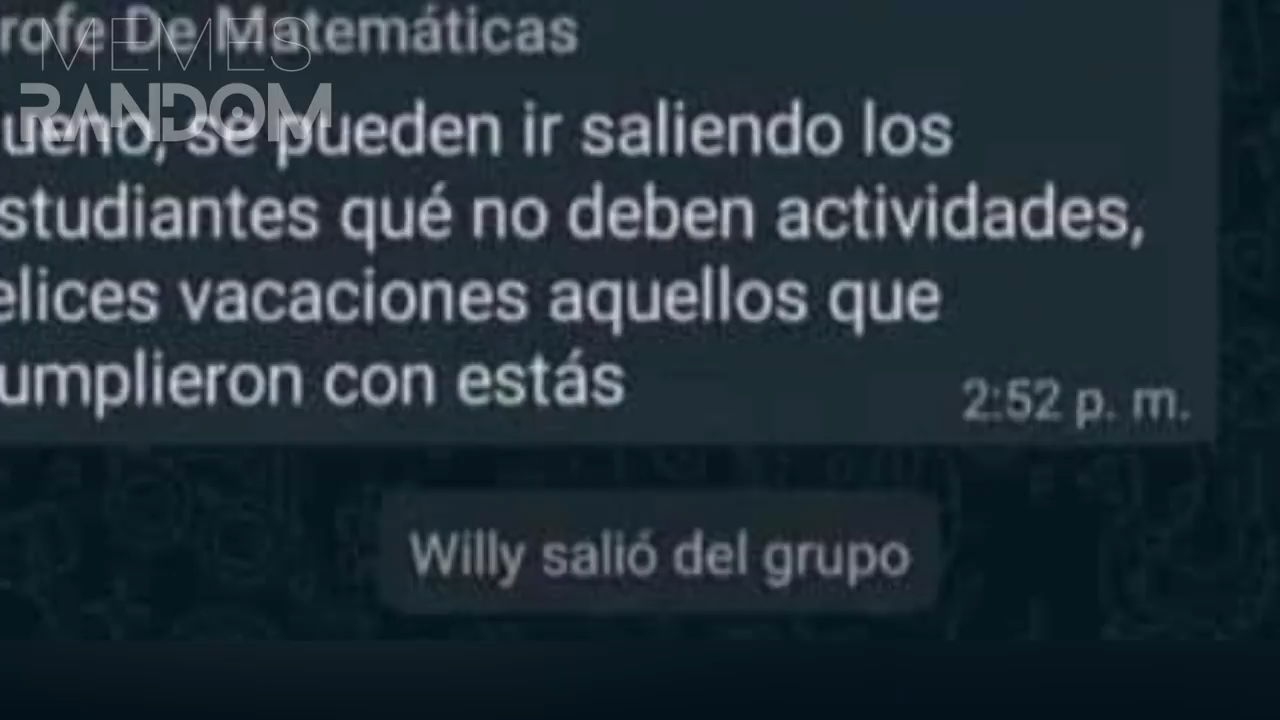 MEMES
RANDOM
rofe De Matemáticas
ueno, se pueden ir saliendo los
studiantes qué no deben actividades,
elices vacaciones aquellos que
umplieron con estás
2:52 p. m.
Willy salió del grupo